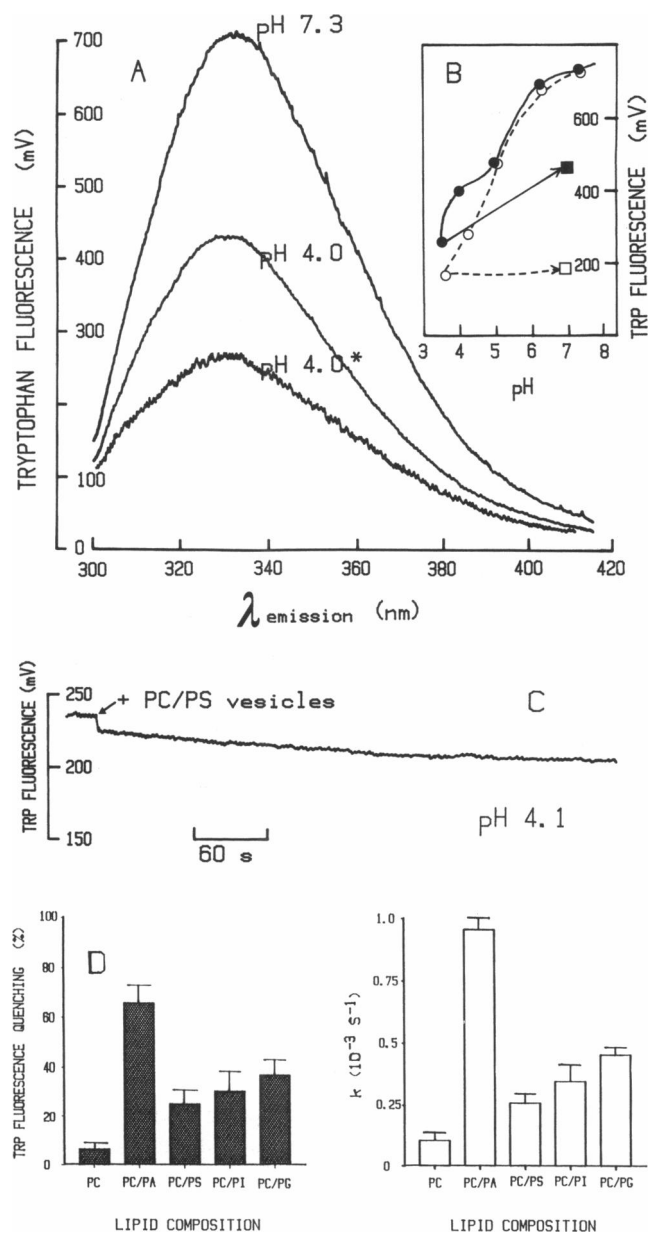 700
600
500
400
300
100
0
TRYPTOPHAN FLUORESCENCE (mV)
A
pH 7.3
pH 4.0
pH 4.0*
300 320 340 360 380 400 420
λ emission (nm)
B
600
400
200
TRP FLUORESCENCE (mV)
3 4 5 6 7 8
pH
250
200
150
TRP FLUORESCENCE (mV)
+ PC/PS vesicles
C
pH 4.1
60 s
100
80
60
40
20
0
TRP FLUORESCENCE QUENCHING (%)
D
PC PC/PA PC/PS PC/PI PC/PG
LIPID COMPOSITION
1.0
0.5
0.25
0
k (10⁻³ S⁻¹)
PC PC/PA PC/PS PC/PI PC/PG
LIPID COMPOSITION